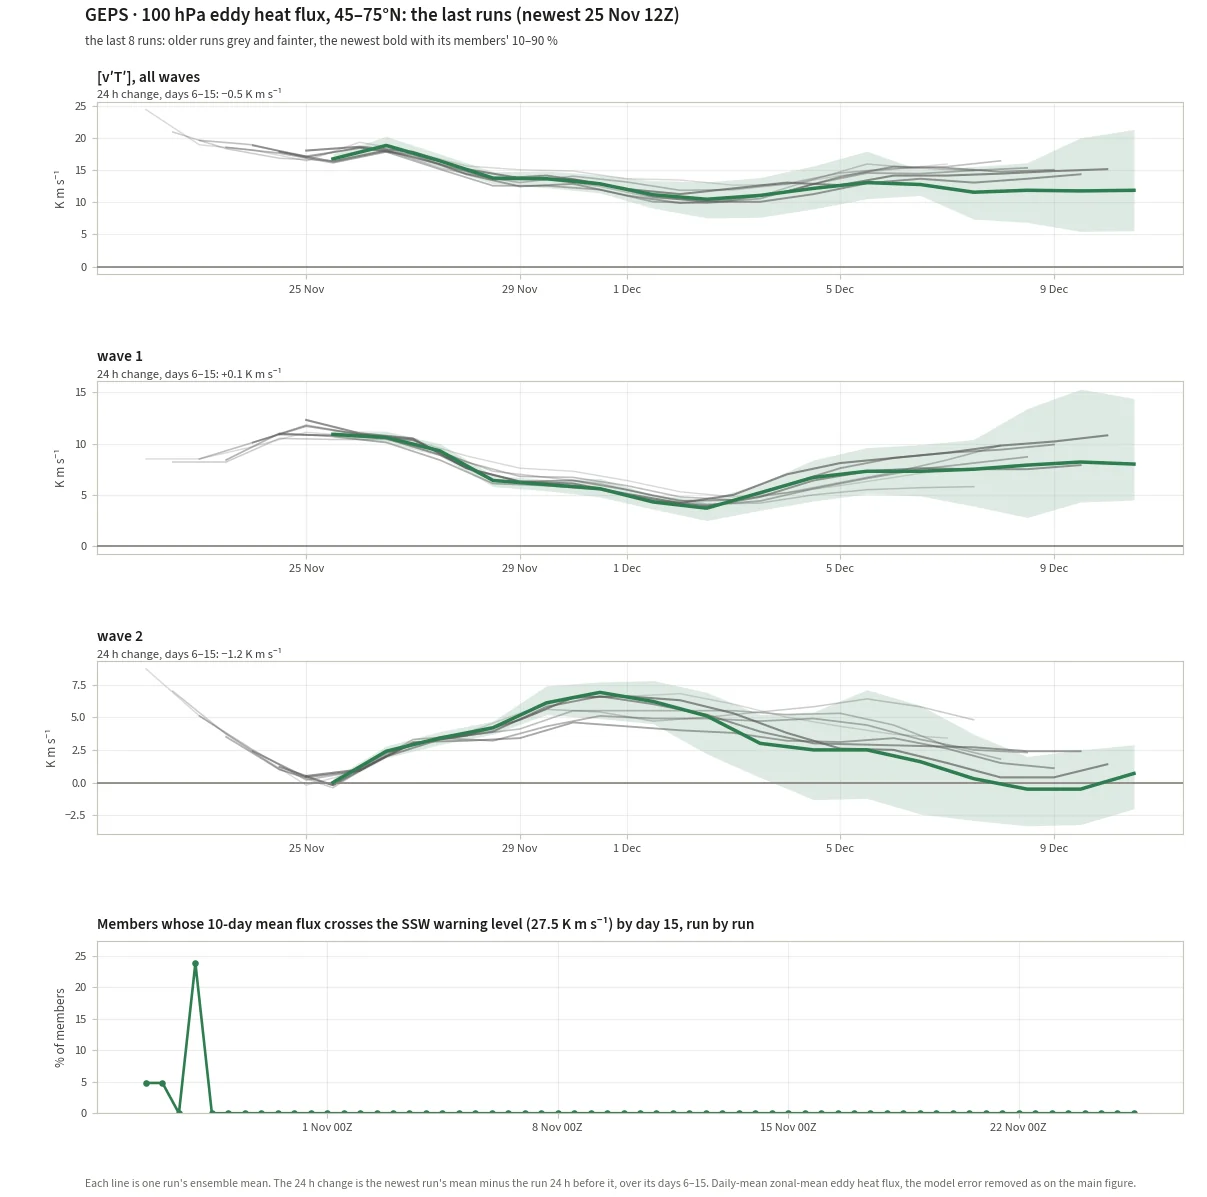 GEPS · 100 hPa eddy heat flux, 45–75°N: the last runs (newest 25 Nov 12Z)
the last 8 runs: older runs grey and fainter, the newest bold with its members' 10–90 %
[v′T′], all waves
24 h change, days 6–15: −0.5 K m s⁻¹
25
20
15
10
5
0
K m s⁻¹
25 Nov
29 Nov
1 Dec
5 Dec
9 Dec
wave 1
24 h change, days 6–15: +0.1 K m s⁻¹
15
10
5
0
K m s⁻¹
25 Nov
29 Nov
1 Dec
5 Dec
9 Dec
wave 2
24 h change, days 6–15: −1.2 K m s⁻¹
7.5
5.0
2.5
0.0
−2.5
K m s⁻¹
25 Nov
29 Nov
1 Dec
5 Dec
9 Dec
Members whose 10-day mean flux crosses the SSW warning level (27.5 K m s⁻¹) by day 15, run by run
25
20
15
10
5
0
% of members
1 Nov 00Z
8 Nov 00Z
15 Nov 00Z
22 Nov 00Z
Each line is one run's ensemble mean. The 24 h change is the newest run's mean minus the run 24 h before it, over its days 6–15. Daily-mean zonal-mean eddy heat flux, the model error removed as on the main figure.